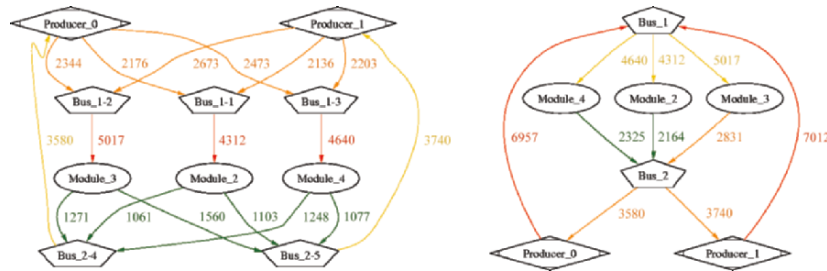 Producer_0
Producer_1
2344
2176
2673
2473
2136
2203
Bus_1-2
Bus_1-1
Bus_1-3
3580
5017
4312
4640
3740
Module_3
Module_2
Module_4
1271
1061
1560
1103
1248
1077
Bus_2-4
Bus_2-5
Bus_1
4640
4312
5017
Module_4
Module_2
Module_3
6957
2325
2164
2831
7012
Bus_2
3580
3740
Producer_0
Producer_1